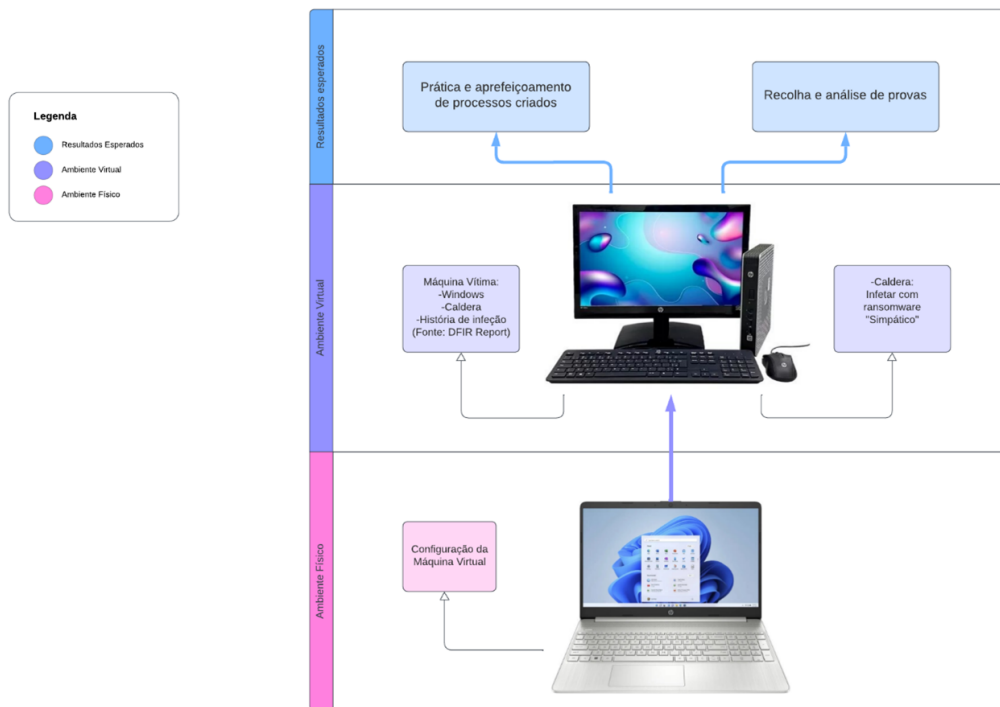 Legenda
Resultados Esperados
Ambiente Virtual
Ambiente Físico
Resultados esperados
Prática e aprefeiçoamento
de processos criados
Recolha e análise de provas
Ambiente Virtual
Máquina Vítima:
-Windows
-Caldera
-História de infeção
(Fonte: DFIR Report)
-Caldera:
Infetar com
ransomware
"Simpático"
Ambiente Físico
Configuração da
Máquina Virtual